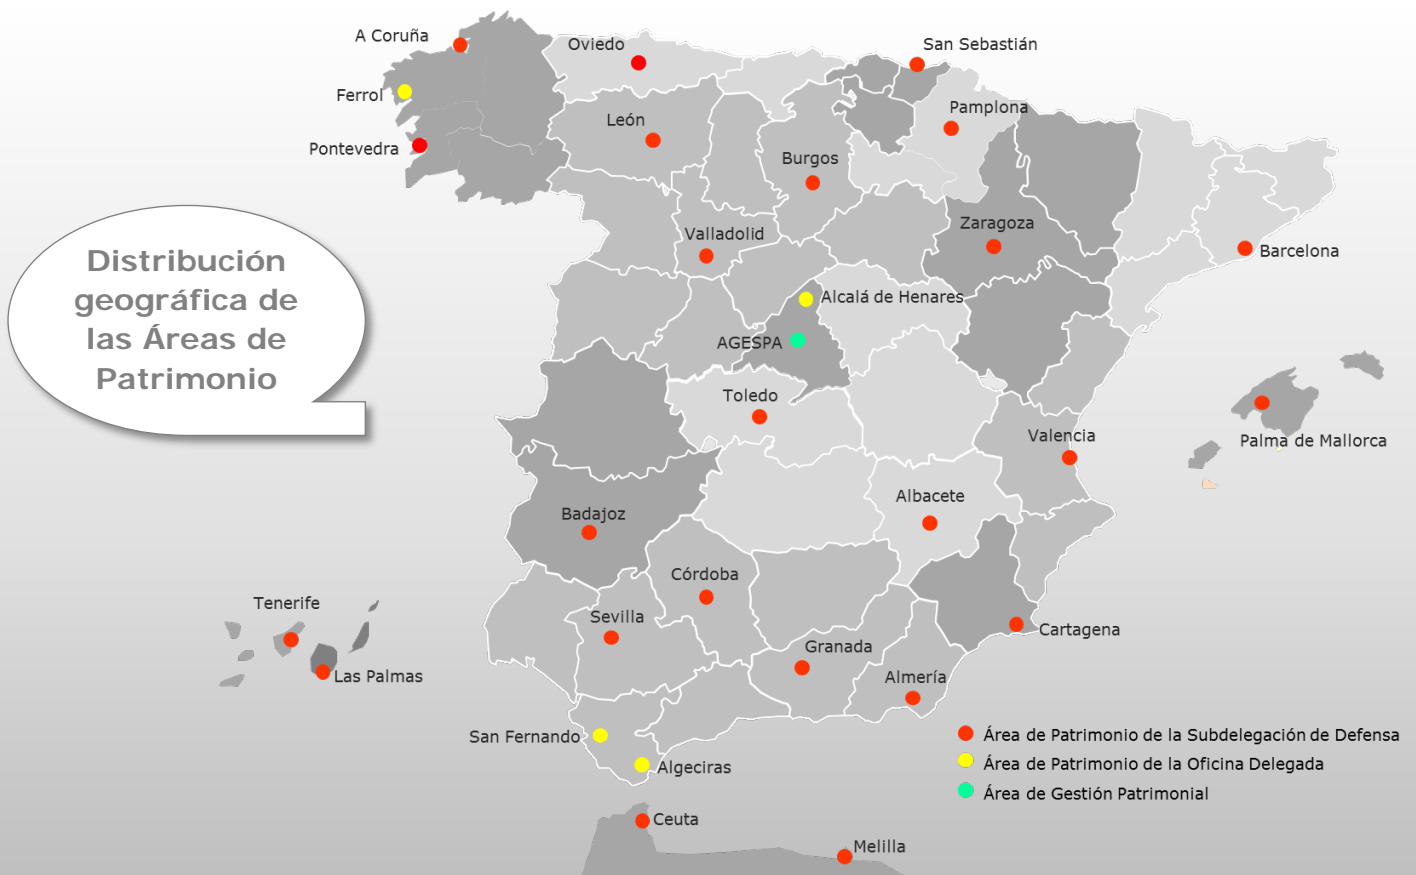 A Coruña
Oviedo
San Sebastián
Ferrol
Pamplona
León
Pontevedra
Burgos
Zaragoza
Valladolid
Barcelona
Distribución
geográfica de
las Áreas de
Patrimonio
Alcalá de Henares
AGESPA
Toledo
Valencia
Palma de Mallorca
Albacete
Badajoz
Córdoba
Tenerife
Sevilla
Cartagena
Granada
Las Palmas
Almería
San Fernando
Algeciras
Área de Patrimonio de la Subdelegación de Defensa
Área de Patrimonio de la Oficina Delegada
Área de Gestión Patrimonial
Ceuta
Melilla